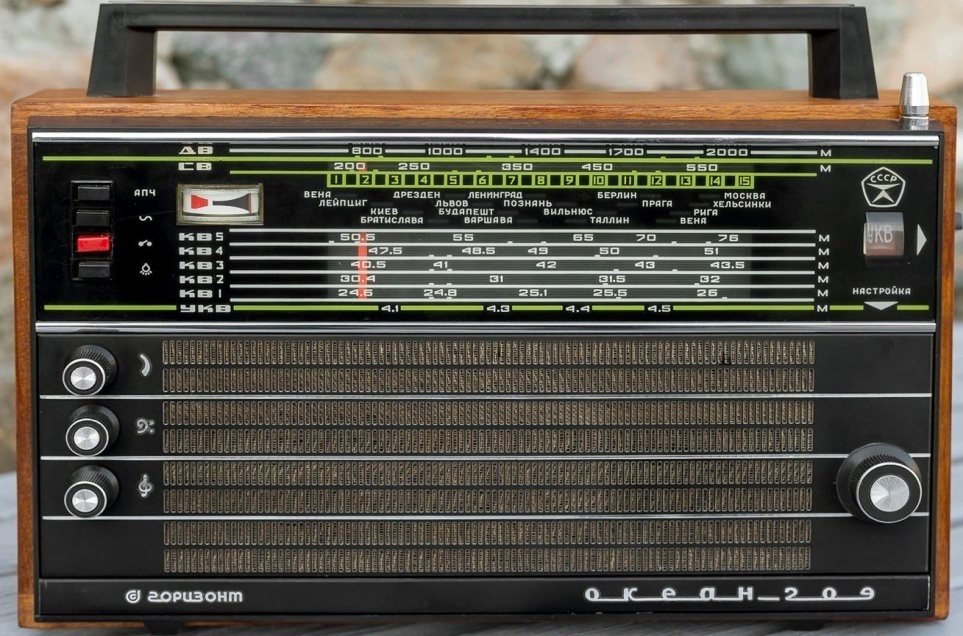 ДВ 800 1000 1400 1700 2000 М
СВ 200 250 350 450 550 М
1 2 3 4 5 6 7 8 9 10 11 12 13 14 15
АПЧ
СССР
ВЕНА ДРЕЗДЕН ЛЕНИНГРАД БЕРЛИН МОСКВА
ЛЕЙПЦИГ ЛЬВОВ ПОЗНАНЬ ПРАГА ХЕЛЬСИНКИ
КИЕВ БУДАПЕШТ ВИЛЬНЮС РИГА
БРАТИСЛАВА ВАРШАВА ТАЛЛИН ВЕНА
КВ 5 50.5 55 65 70 76 М
КВ
КВ 4 47.5 48.5 49 50 51 М
КВ 3 40.5 41 42 43 43.5 М
КВ 2 30.4 31 31.5 32 М
КВ 1 24.6 24.8 25.1 25.5 26 М
НАСТРОЙКА
УКВ 4.1 4.3 4.4 4.5 М
горизонт
океан-209